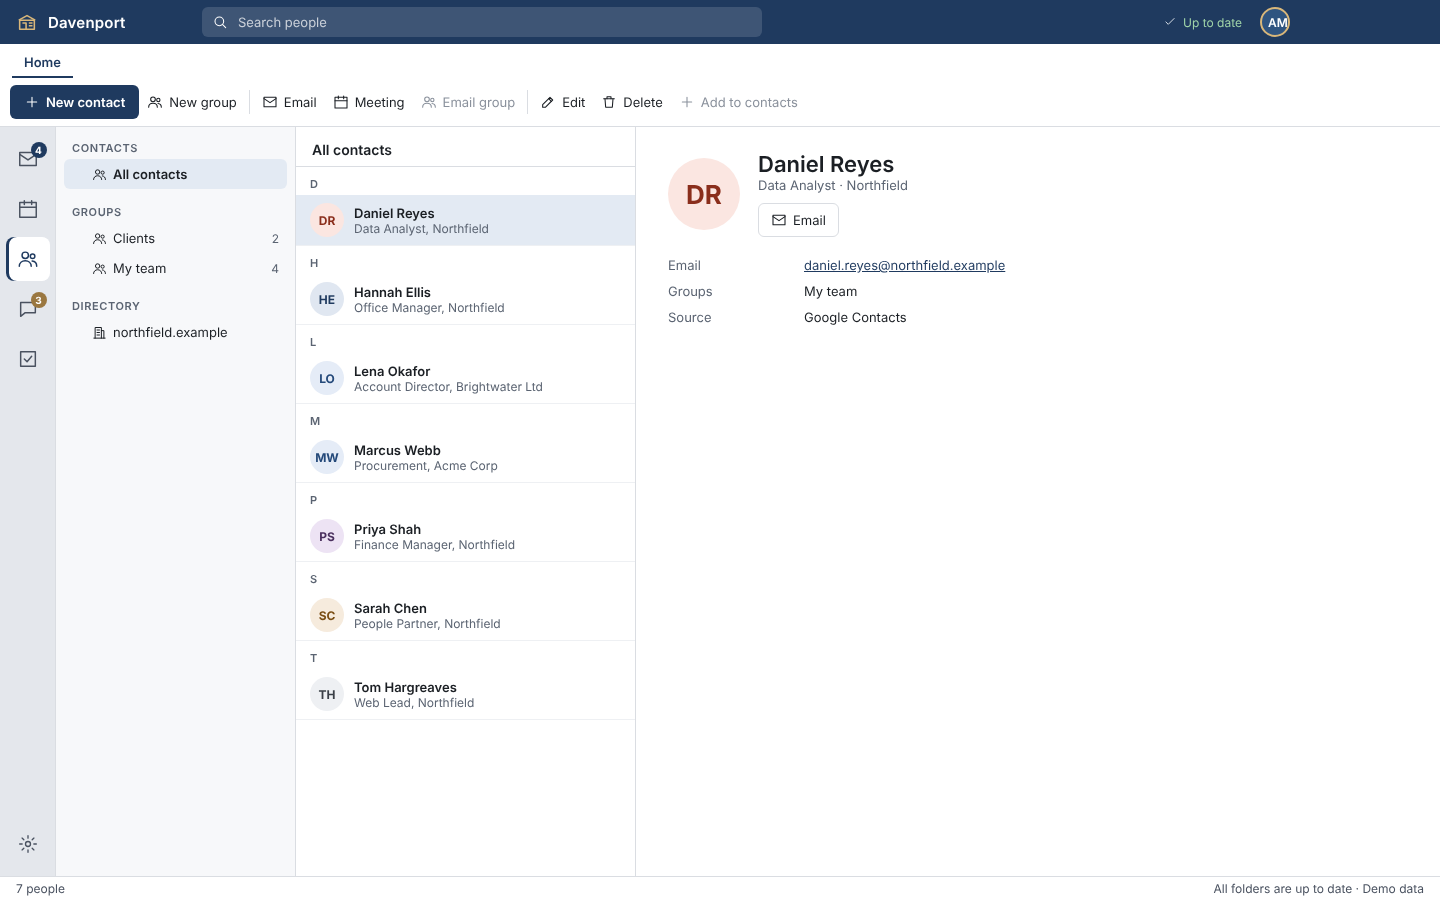 Davenport
Search people
Up to date
AM
Home
New contact
New group
Email
Meeting
Email group
Edit
Delete
Add to contacts
4
3
CONTACTS
All contacts
GROUPS
Clients 2
My team 4
DIRECTORY
northfield.example
All contacts
D
DR
Daniel Reyes
Data Analyst, Northfield
H
HE
Hannah Ellis
Office Manager, Northfield
L
LO
Lena Okafor
Account Director, Brightwater Ltd
M
MW
Marcus Webb
Procurement, Acme Corp
P
PS
Priya Shah
Finance Manager, Northfield
S
SC
Sarah Chen
People Partner, Northfield
T
TH
Tom Hargreaves
Web Lead, Northfield
DR
Daniel Reyes
Data Analyst · Northfield
Email
Email daniel.reyes@northfield.example
Groups My team
Source Google Contacts
7 people
All folders are up to date · Demo data